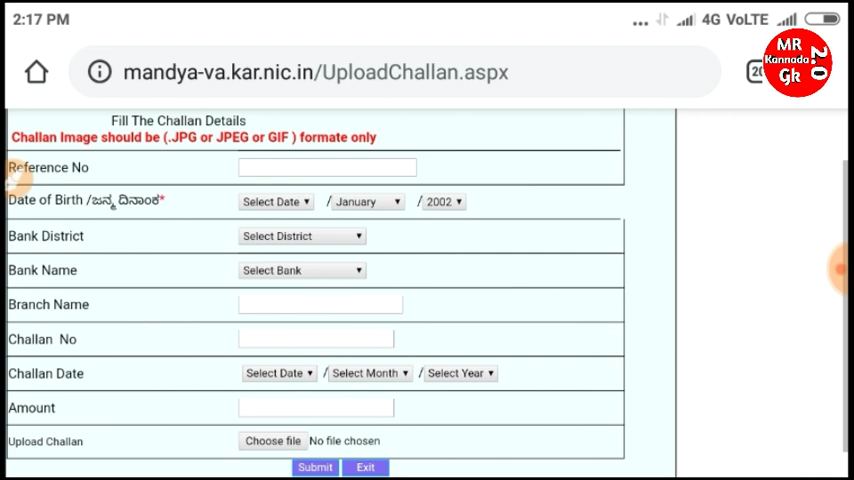 2:17 PM
... 4G VoLTE
mandya-va.kar.nic.in/UploadChallan.aspx
MR
Kannada
Gk
2.0
Fill The Challan Details
Challan Image should be (.JPG or JPEG or GIF ) formate only
Reference No
Date of Birth /ಜನ್ಮ ದಿನಾಂಕ* Select Date / January / 2002
Bank District Select District
Bank Name Select Bank
Branch Name
Challan No
Challan Date Select Date / Select Month / Select Year
Amount
Upload Challan Choose file No file chosen
Submit Exit